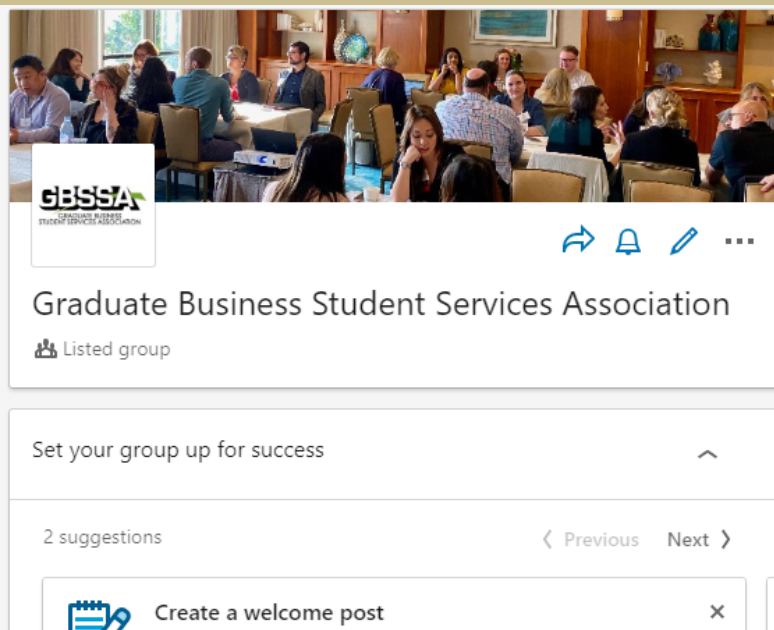 GBSSA
GRADUATE BUSINESS
STUDENT SERVICES ASSOCIATION
Graduate Business Student Services Association
Listed group
Set your group up for success
2 suggestions
Previous Next
Create a welcome post